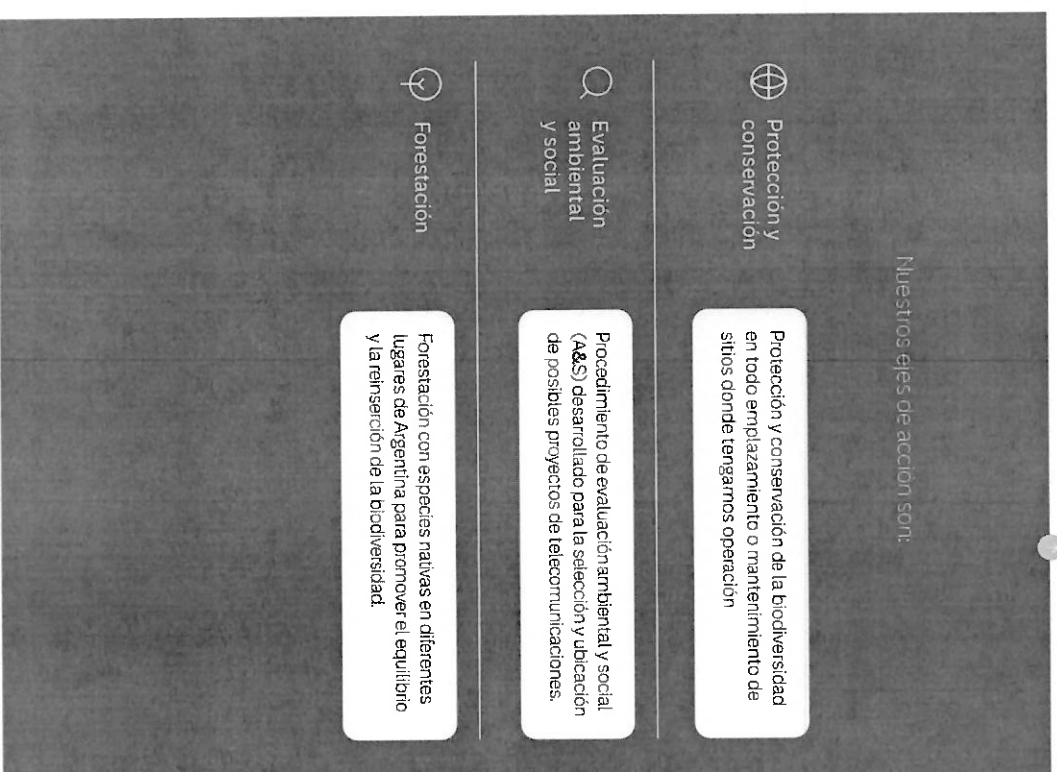 Nuestros ejes de acción son:
Protección y
conservación
Protección y conservación de la biodiversidad
en todo emplazamiento o mantenimiento de
sitios donde tengamos operación
Evaluación
ambiental
y social
Procedimiento de evaluación ambiental y social
(A&S) desarrollado para la selección y ubicación
de posibles proyectos de telecomunicaciones.
Forestación
Forestación con especies nativas en diferentes
lugares de Argentina para promover el equilibrio
y la reinserción de la biodiversidad.